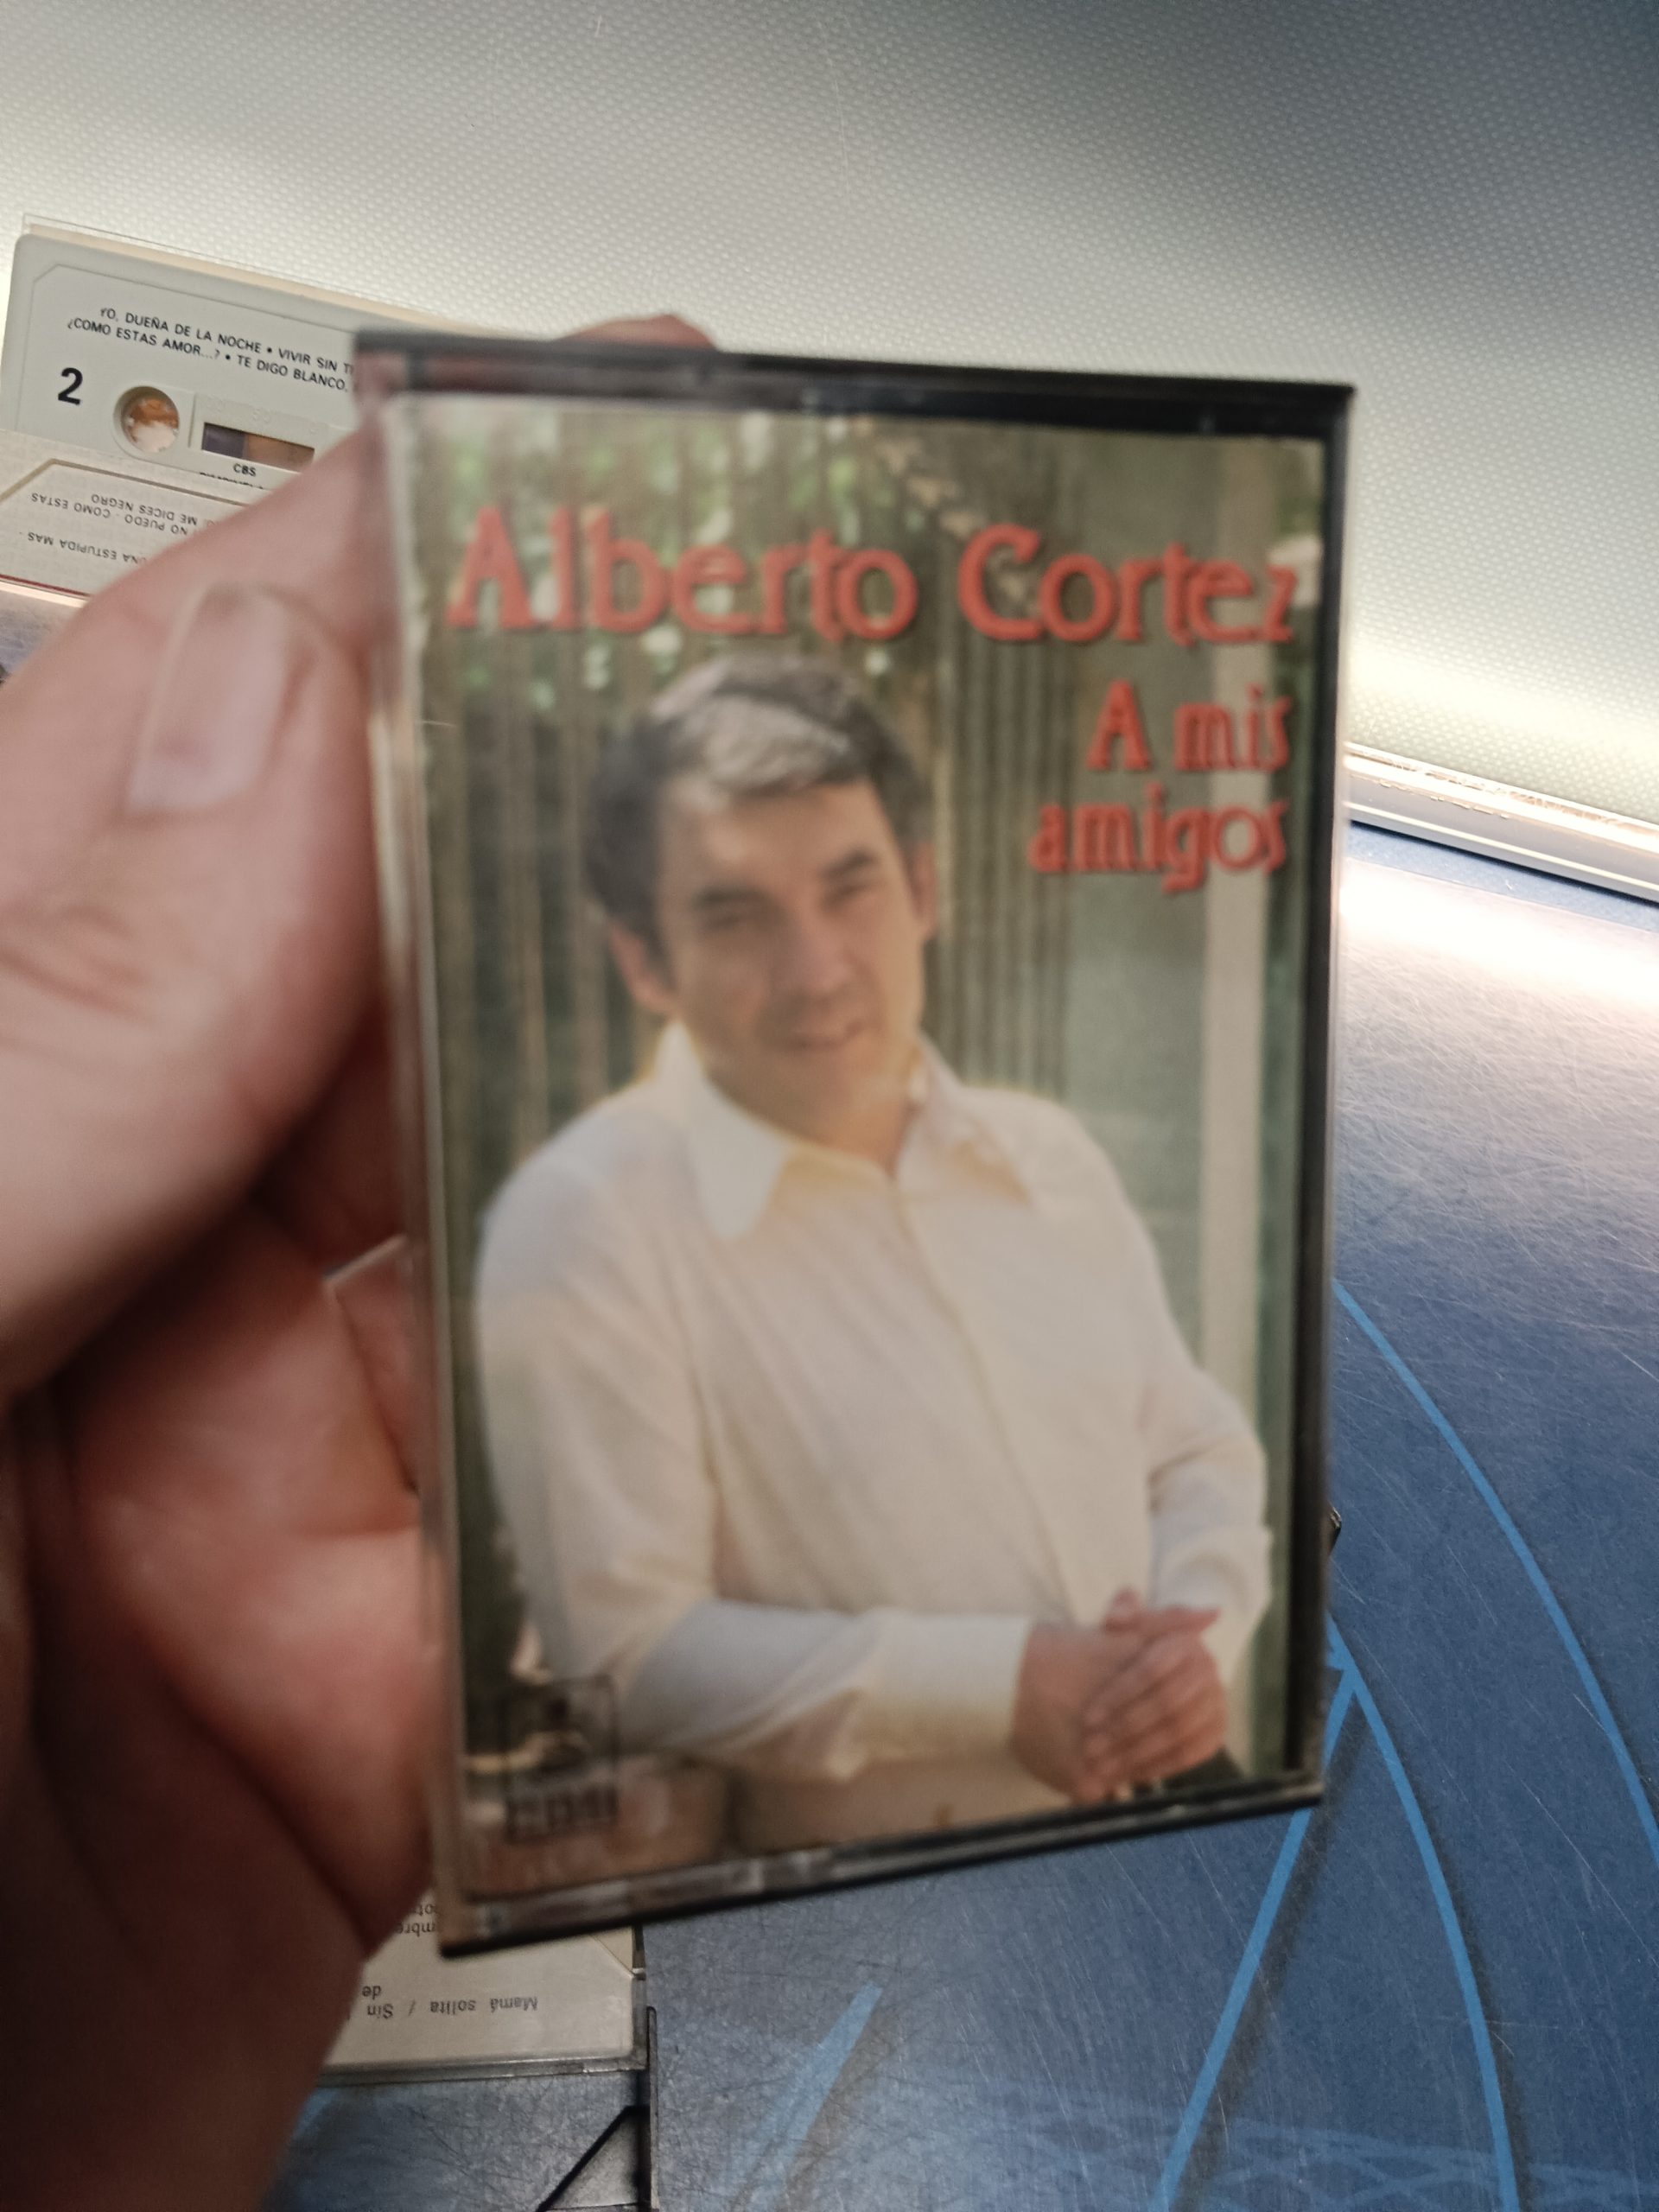 YO, DUEÑA DE LA NOCHE • VIVIR SIN TI
¿COMO ESTAS AMOR...? • TE DIGO BLANCO,
2
CBS
UNA ESTUPIDA MAS -
NO PUEDO - COMO ESTAS
ME DICES NEGRO
Alberto Cortez
A mis
amigos
Mamá solita / Sin
de